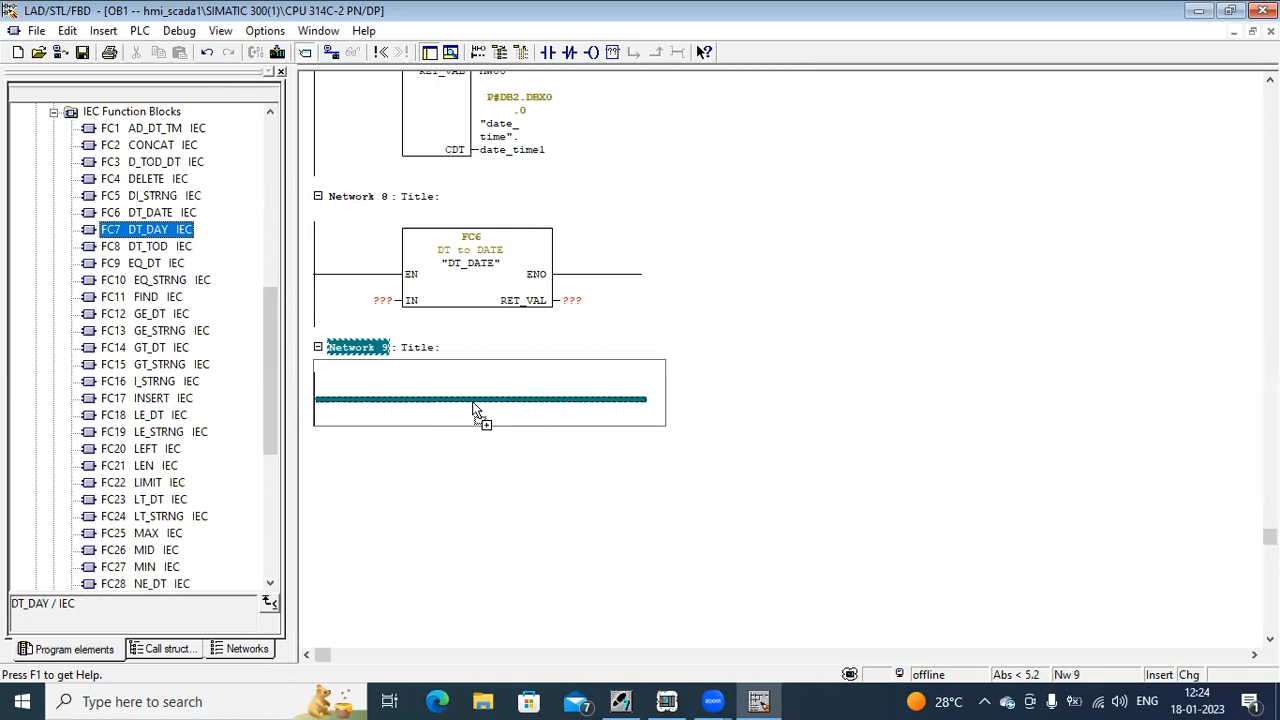 LAD/STL/FBD - [OB1 -- hmi_scada1\SIMATIC 300(1)\CPU 314C-2 PN/DP]
File Edit Insert PLC Debug View Options Window Help
IEC Function Blocks
FC1 AD_DT_TM IEC
FC2 CONCAT IEC
FC3 D_TOD_DT IEC
FC4 DELETE IEC
FC5 DI_STRNG IEC
FC6 DT_DATE IEC
FC7 DT_DAY IEC
FC8 DT_TOD IEC
FC9 EQ_DT IEC
FC10 EQ_STRNG IEC
FC11 FIND IEC
FC12 GE_DT IEC
FC13 GE_STRNG IEC
FC14 GT_DT IEC
FC15 GT_STRNG IEC
FC16 I_STRNG IEC
FC17 INSERT IEC
FC18 LE_DT IEC
FC19 LE_STRNG IEC
FC20 LEFT IEC
FC21 LEN IEC
FC22 LIMIT IEC
FC23 LT_DT IEC
FC24 LT_STRNG IEC
FC25 MAX IEC
FC26 MID IEC
FC27 MIN IEC
FC28 NE_DT IEC
DT_DAY / IEC
Program elements Call struct... Networks
RET_VAL
P#DB2.DBX0
.0
"date_
time".
CDT date_time1
Network 8 : Title:
FC6
DT to DATE
"DT_DATE"
EN ENO
??? IN RET_VAL ???
Network 9 : Title:
Press F1 to get Help.
offline Abs < 5.2 Nw 9 Insert Chg
Type here to search
7
28°C
ENG
12:24
18-01-2023
1